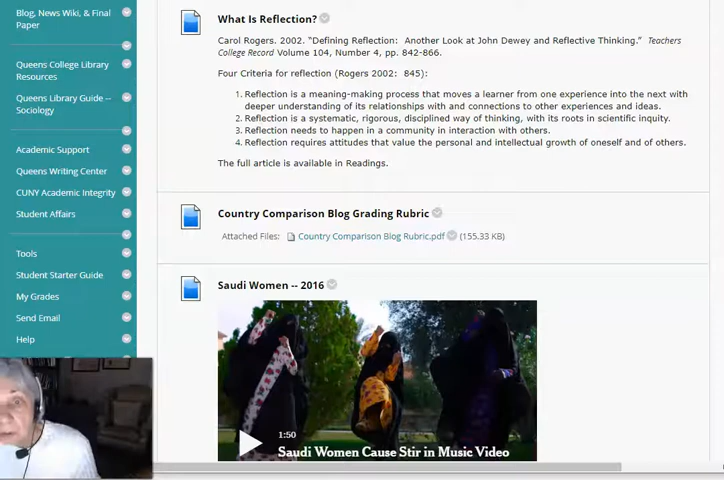 Blog, News Wiki, & Final
Paper
Queens College Library
Resources
Queens Library Guide --
Sociology
Academic Support
Queens Writing Center
CUNY Academic Integrity
Student Affairs
Tools
Student Starter Guide
My Grades
Send Email
Help
What Is Reflection?
Carol Rogers. 2002. "Defining Reflection: Another Look at John Dewey and Reflective Thinking." Teachers
College Record Volume 104, Number 4, pp. 842-866.
Four Criteria for reflection (Rogers 2002: 845):
1. Reflection is a meaning-making process that moves a learner from one experience into the next with
deeper understanding of its relationships with and connections to other experiences and ideas.
2. Reflection is a systematic, rigorous, disciplined way of thinking, with its roots in scientific inquity.
3. Reflection needs to happen in a community in interaction with others.
4. Reflection requires attitudes that value the personal and intellectual growth of oneself and of others.
The full article is available in Readings.
Country Comparison Blog Grading Rubric
Attached Files: Country Comparison Blog Rubric.pdf (155.33 KB)
Saudi Women -- 2016
1:50
Saudi Women Cause Stir in Music Video